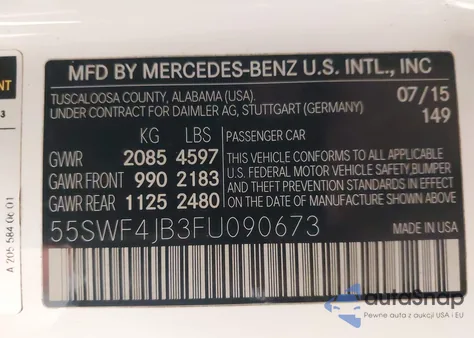 MFD BY MERCEDES-BENZ U.S. INTL., INC
TUSCALOOSA COUNTY, ALABAMA (USA).
UNDER CONTRACT FOR DAIMLER AG, STUTTGART (GERMANY)
07/15
149
KG LBS
GVWR 2085 4597
GAWR FRONT 990 2183
GAWR REAR 1125 2480
PASSENGER CAR
THIS VEHICLE CONFORMS TO ALL APPLICABLE
U.S. FEDERAL MOTOR VEHICLE SAFETY,BUMPER
AND THEFT PREVENTION STANDARDS IN EFFECT
ON THE DATE OF MANUFACTURE SHOWN ABOVE
55SWF4JB3FU090673
MADE IN USA
A 205 584 06 01
NT
3
autoSnap
Pewne auta z aukcji USA i EU